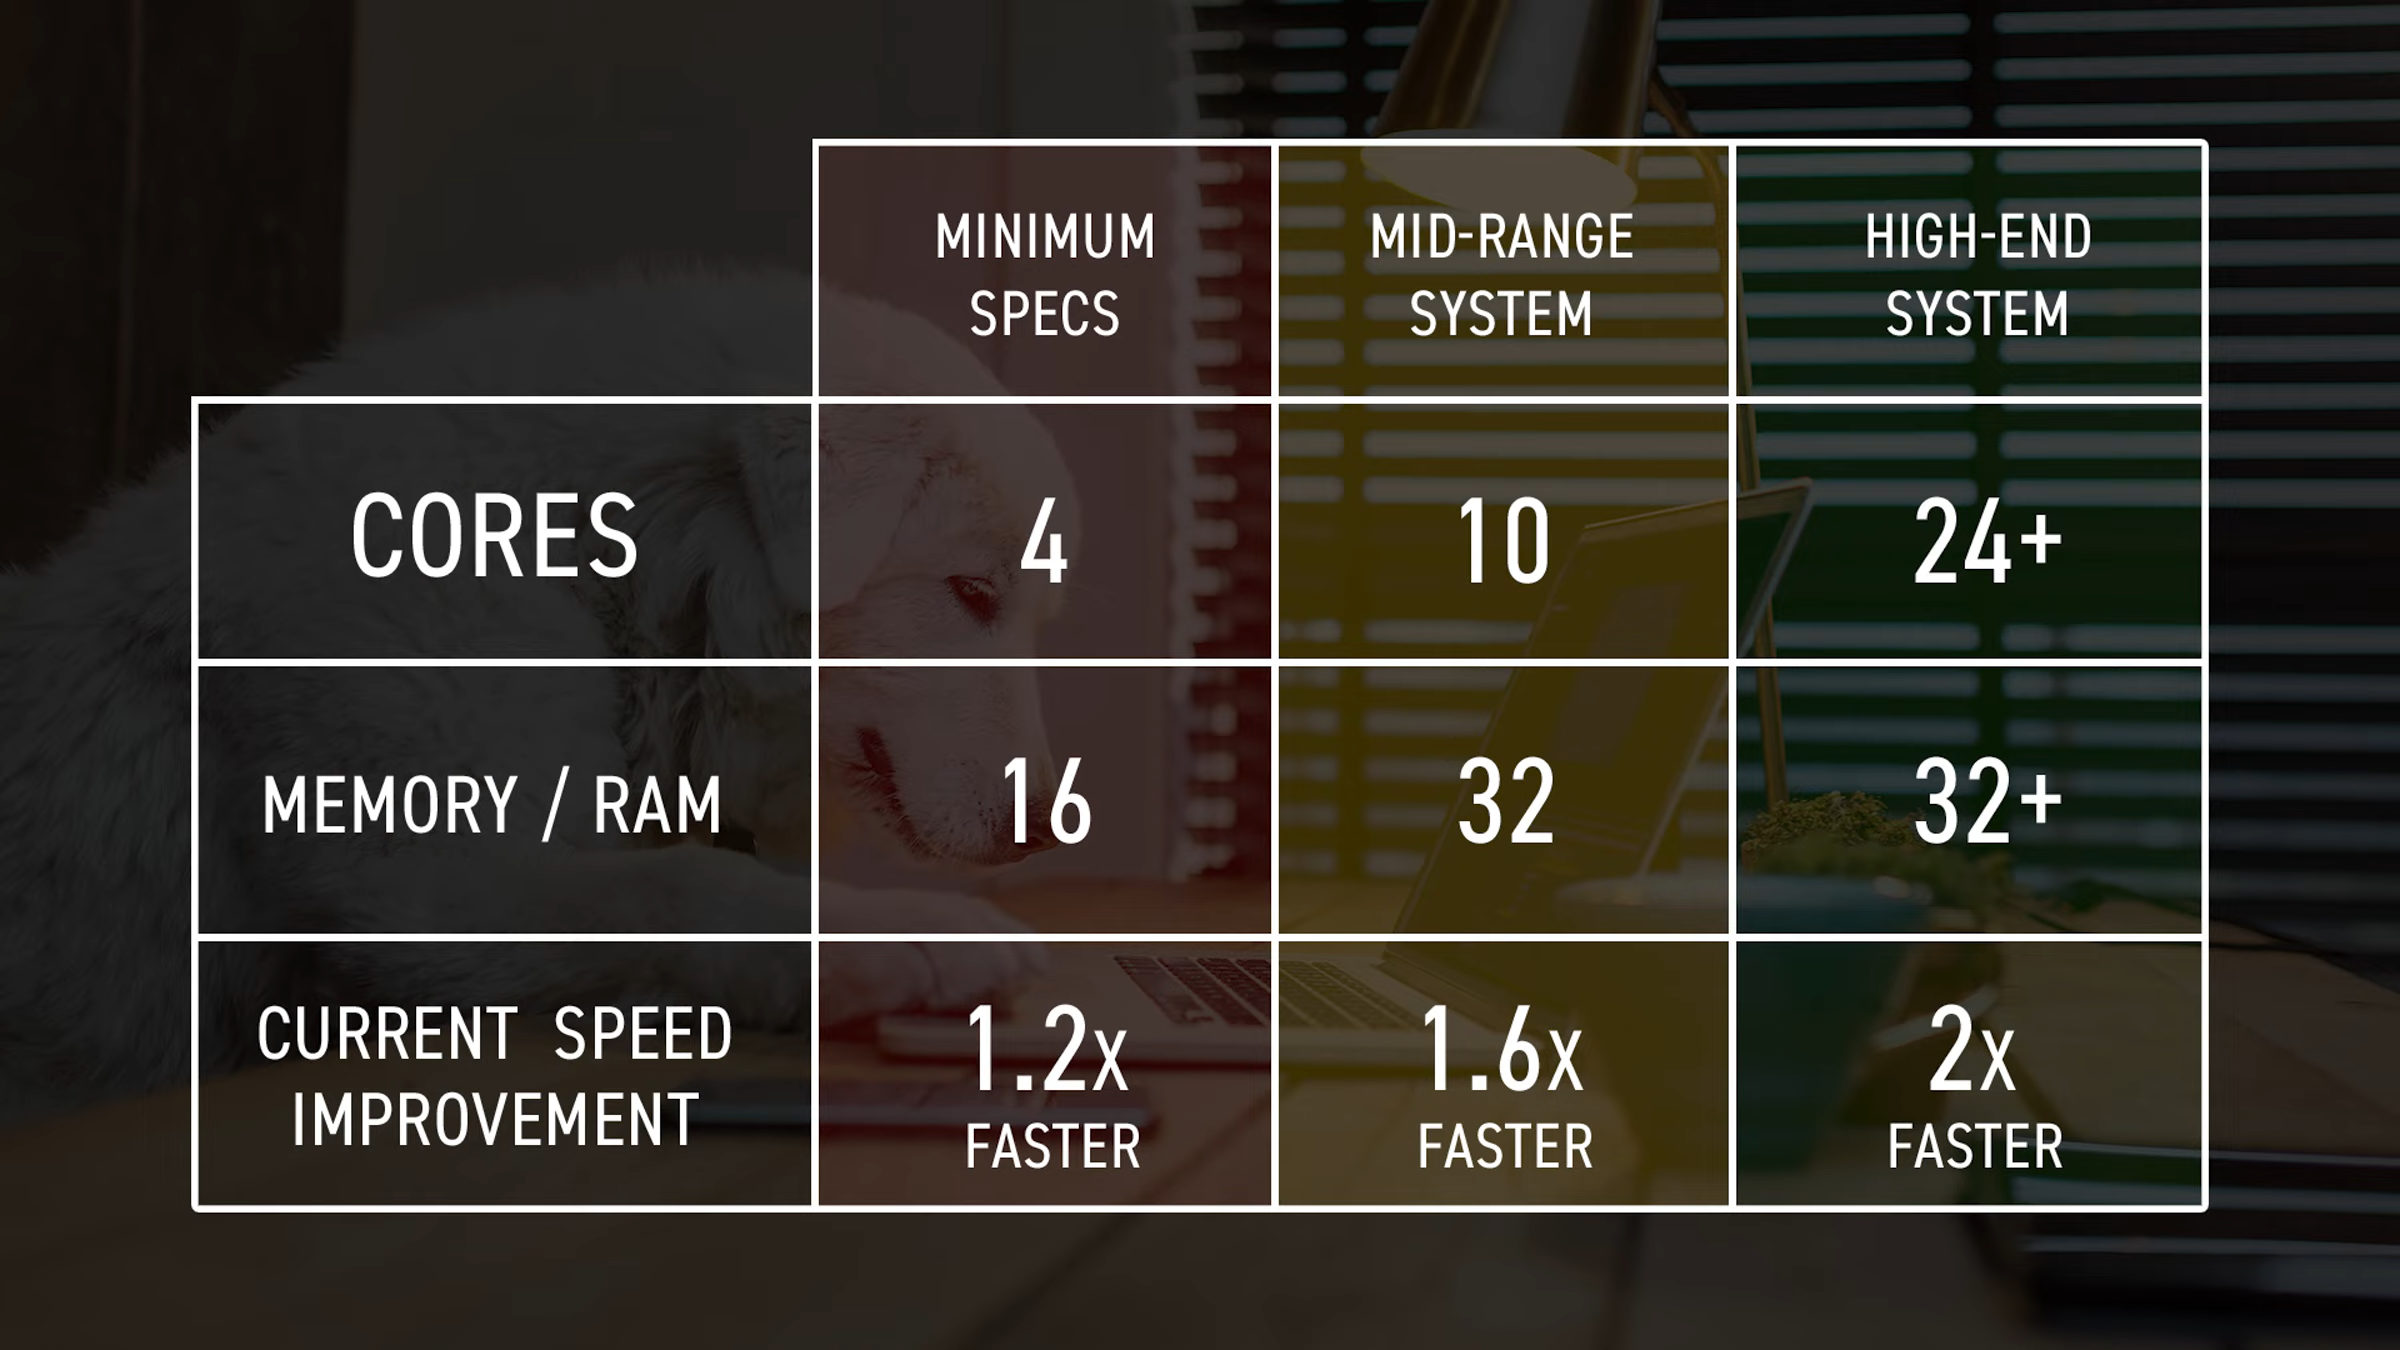 MINIMUM
SPECS
MID-RANGE
SYSTEM
HIGH-END
SYSTEM
CORES
4
10
24+
MEMORY / RAM
16
32
32+
CURRENT SPEED
IMPROVEMENT
1.2x
FASTER
1.6x
FASTER
2x
FASTER